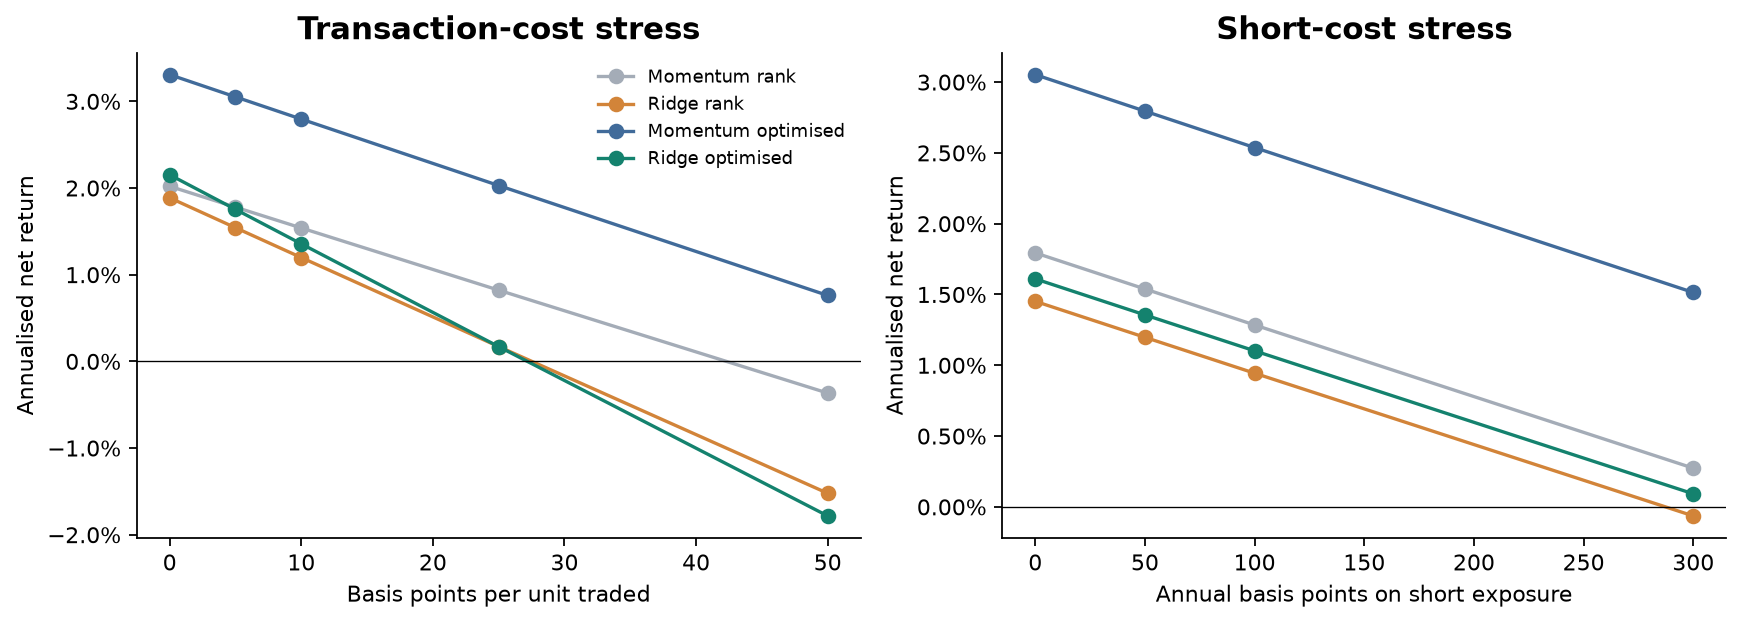 Transaction-cost stress
Momentum rank
Ridge rank
Momentum optimised
Ridge optimised
Annualised net return
3.0%
2.0%
1.0%
0.0%
−1.0%
−2.0%
0 10 20 30 40 50
Basis points per unit traded
Short-cost stress
Annualised net return
3.00%
2.50%
2.00%
1.50%
1.00%
0.50%
0.00%
0 50 100 150 200 250 300
Annual basis points on short exposure